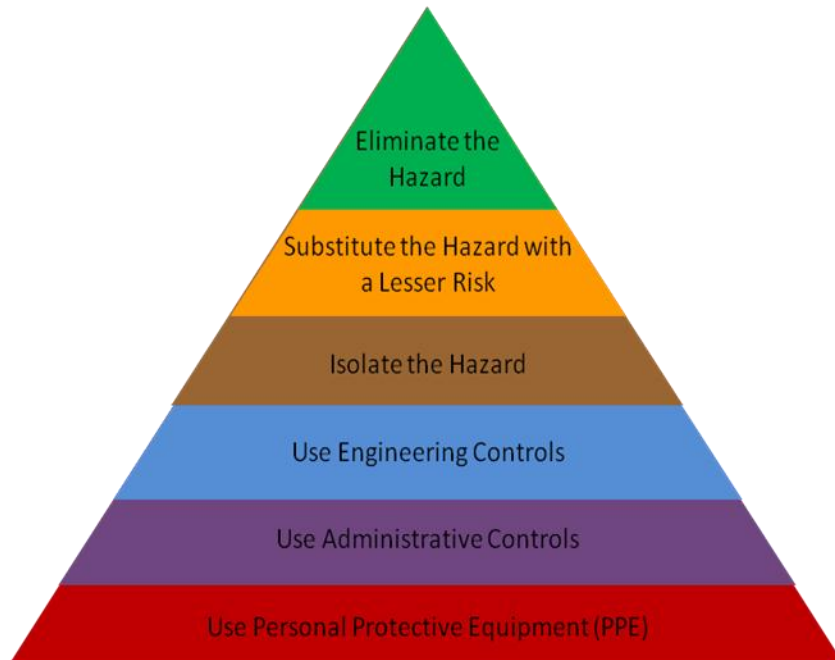 Eliminate the
Hazard
Substitute the Hazard with
a Lesser Risk
Isolate the Hazard
Use Engineering Controls
Use Administrative Controls
Use Personal Protective Equipment (PPE)